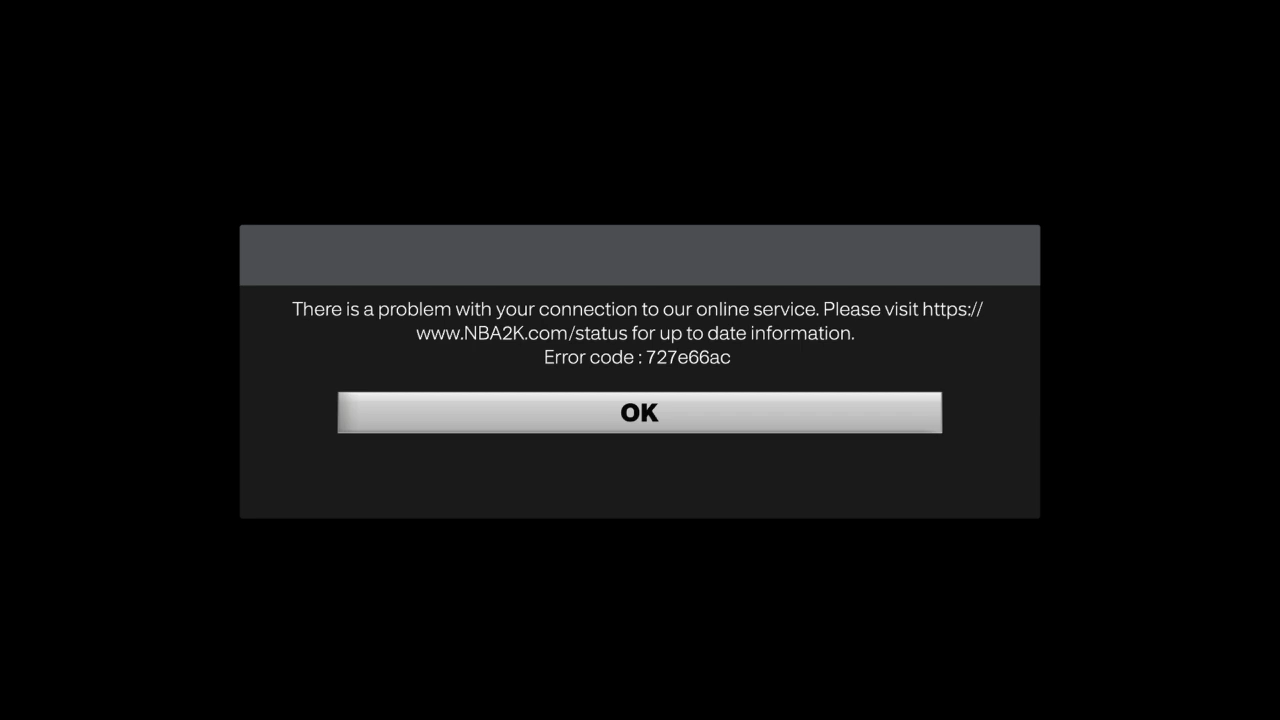 There is a problem with your connection to our online service. Please visit https://
www.NBA2K.com/status for up to date information.
Error code : 727e66ac
OK